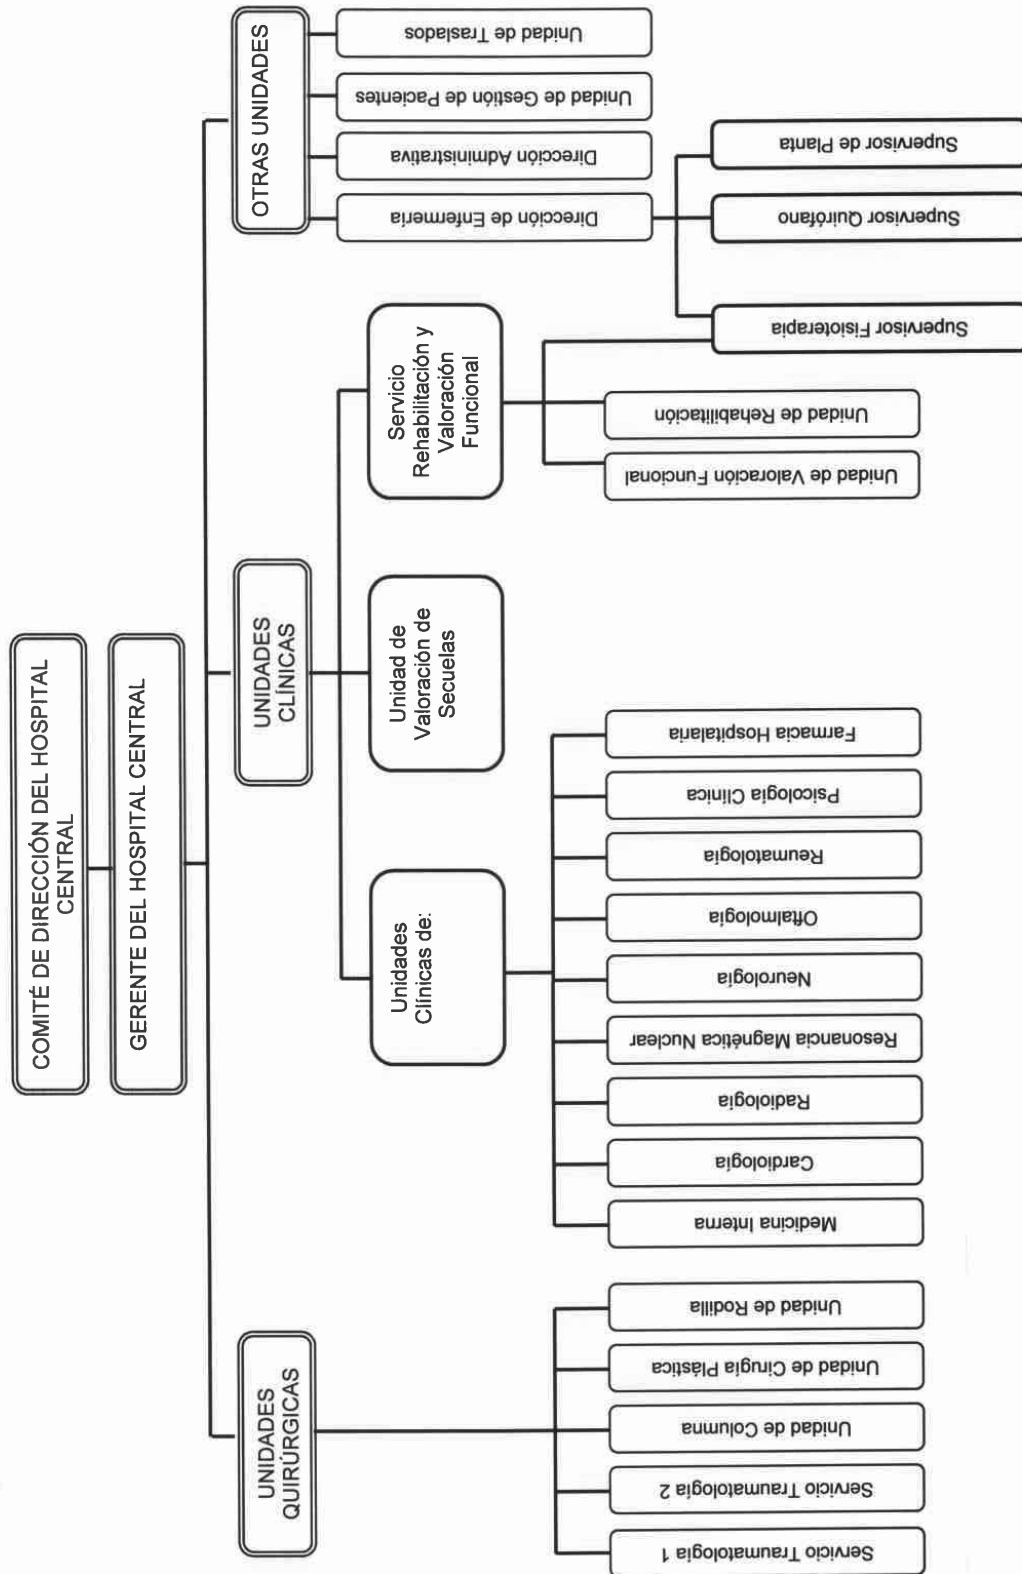 COMITÉ DE DIRECCIÓN DEL HOSPITAL
CENTRAL
GERENTE DEL HOSPITAL CENTRAL
UNIDADES
QUIRÚRGICAS
UNIDADES
CLÍNICAS
OTRAS UNIDADES
Servicio Traumatología 1
Servicio Traumatología 2
Unidad de Columna
Unidad de Cirugía Plástica
Unidad de Rodilla
Unidades
Clínicas de:
Medicina Interna
Cardiología
Radiología
Resonancia Magnética Nuclear
Neurología
Oftalmología
Reumatología
Psicología Clínica
Farmacia Hospitalaria
Unidad de
Valoración de
Secuelas
Servicio
Rehabilitación y
Valoración
Funcional
Unidad de Valoración Funcional
Unidad de Rehabilitación
Supervisor Fisioterapia
Dirección de Enfermería
Dirección Administrativa
Unidad de Gestión de Pacientes
Unidad de Traslados
Supervisor Quirófano
Supervisor de Planta